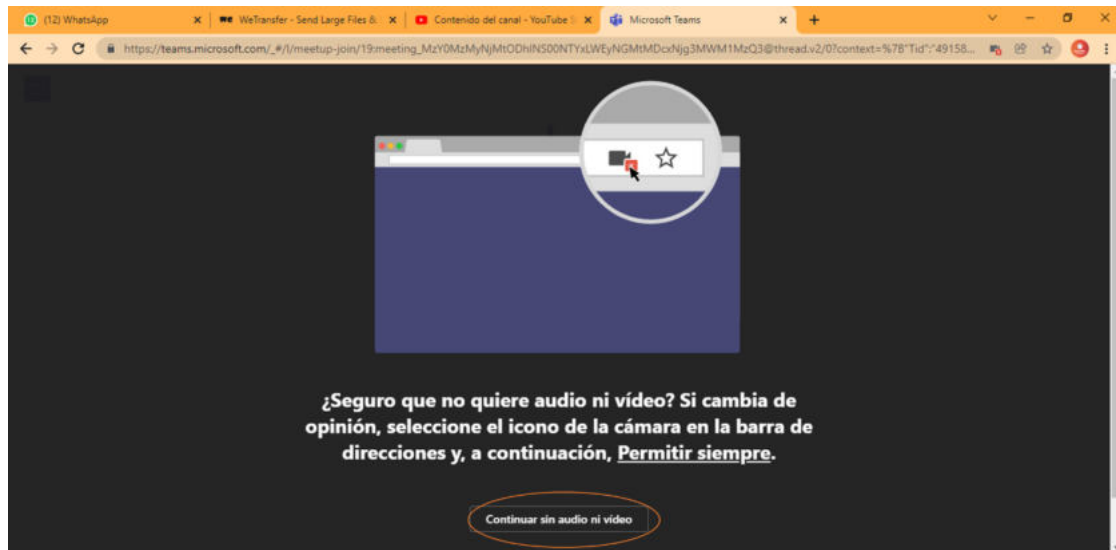 (12) WhatsApp
WeTransfer - Send Large Files &
Contenido del canal - YouTube S
Microsoft Teams
https://teams.microsoft.com/_#/l/meetup-join/19:meeting_MzY0MzMyNjMtODhlNS00NTYxLWEyNGMtMDcxNjg3MWM1MzQ3@thread.v2/0?context=%7B"Tid":"49158...
¿Seguro que no quiere audio ni vídeo? Si cambia de
opinión, seleccione el icono de la cámara en la barra de
direcciones y, a continuación, Permitir siempre.
Continuar sin audio ni vídeo